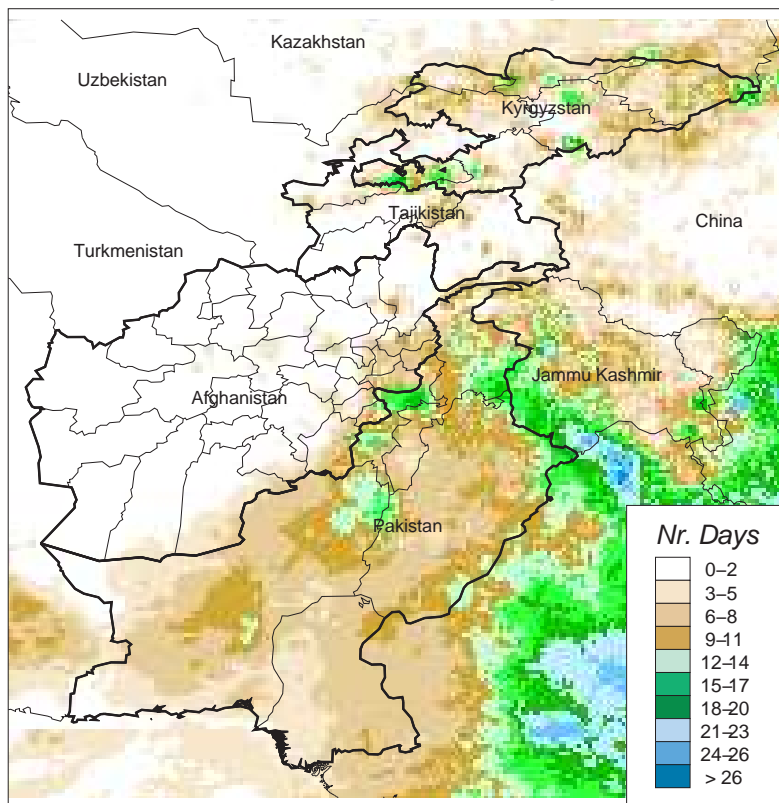 Kazakhstan
Uzbekistan
Kyrgyzstan
Tajikistan
China
Turkmenistan
Jammu Kashmir
Afghanistan
Pakistan
Nr. Days
0–2
3–5
6–8
9–11
12–14
15–17
18–20
21–23
24–26
> 26